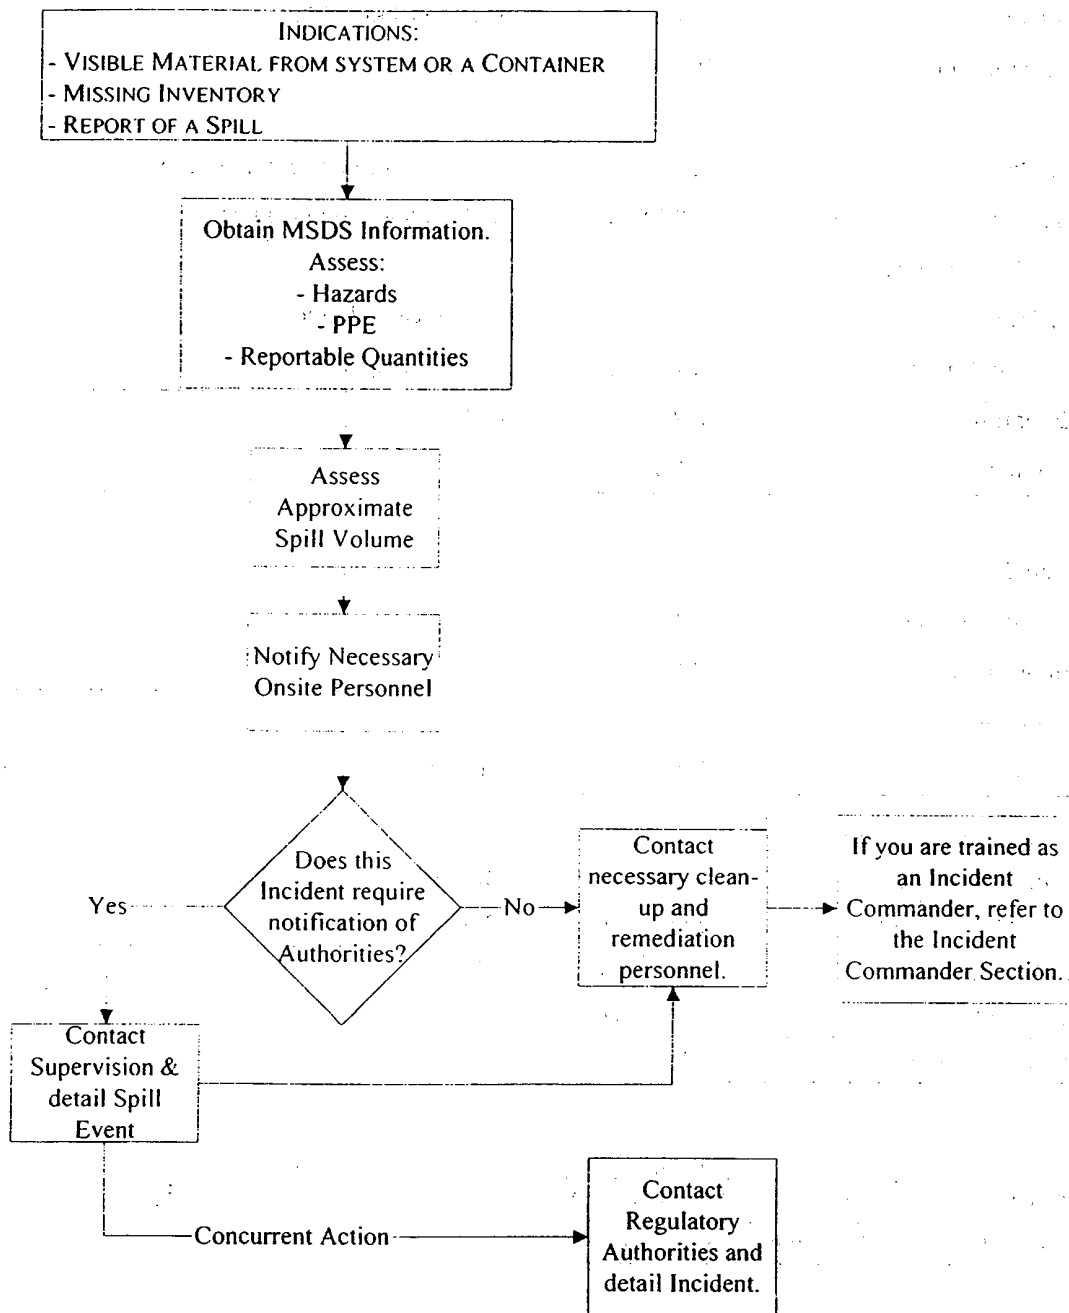 INDICATIONS:
- VISIBLE MATERIAL FROM SYSTEM OR A CONTAINER
- MISSING INVENTORY
- REPORT OF A SPILL
Obtain MSDS Information.
Assess:
- Hazards
- PPE
- Reportable Quantities
Assess
Approximate
Spill Volume
Notify Necessary
Onsite Personnel
Does this
Incident require
notification of
Authorities?
Yes
No
Contact
necessary clean-
up and
remediation
personnel.
If you are trained as
an Incident
Commander, refer to
the Incident
Commander Section.
Contact
Supervision &
detail Spill
Event
Concurrent Action
Contact
Regulatory
Authorities and
detail Incident.